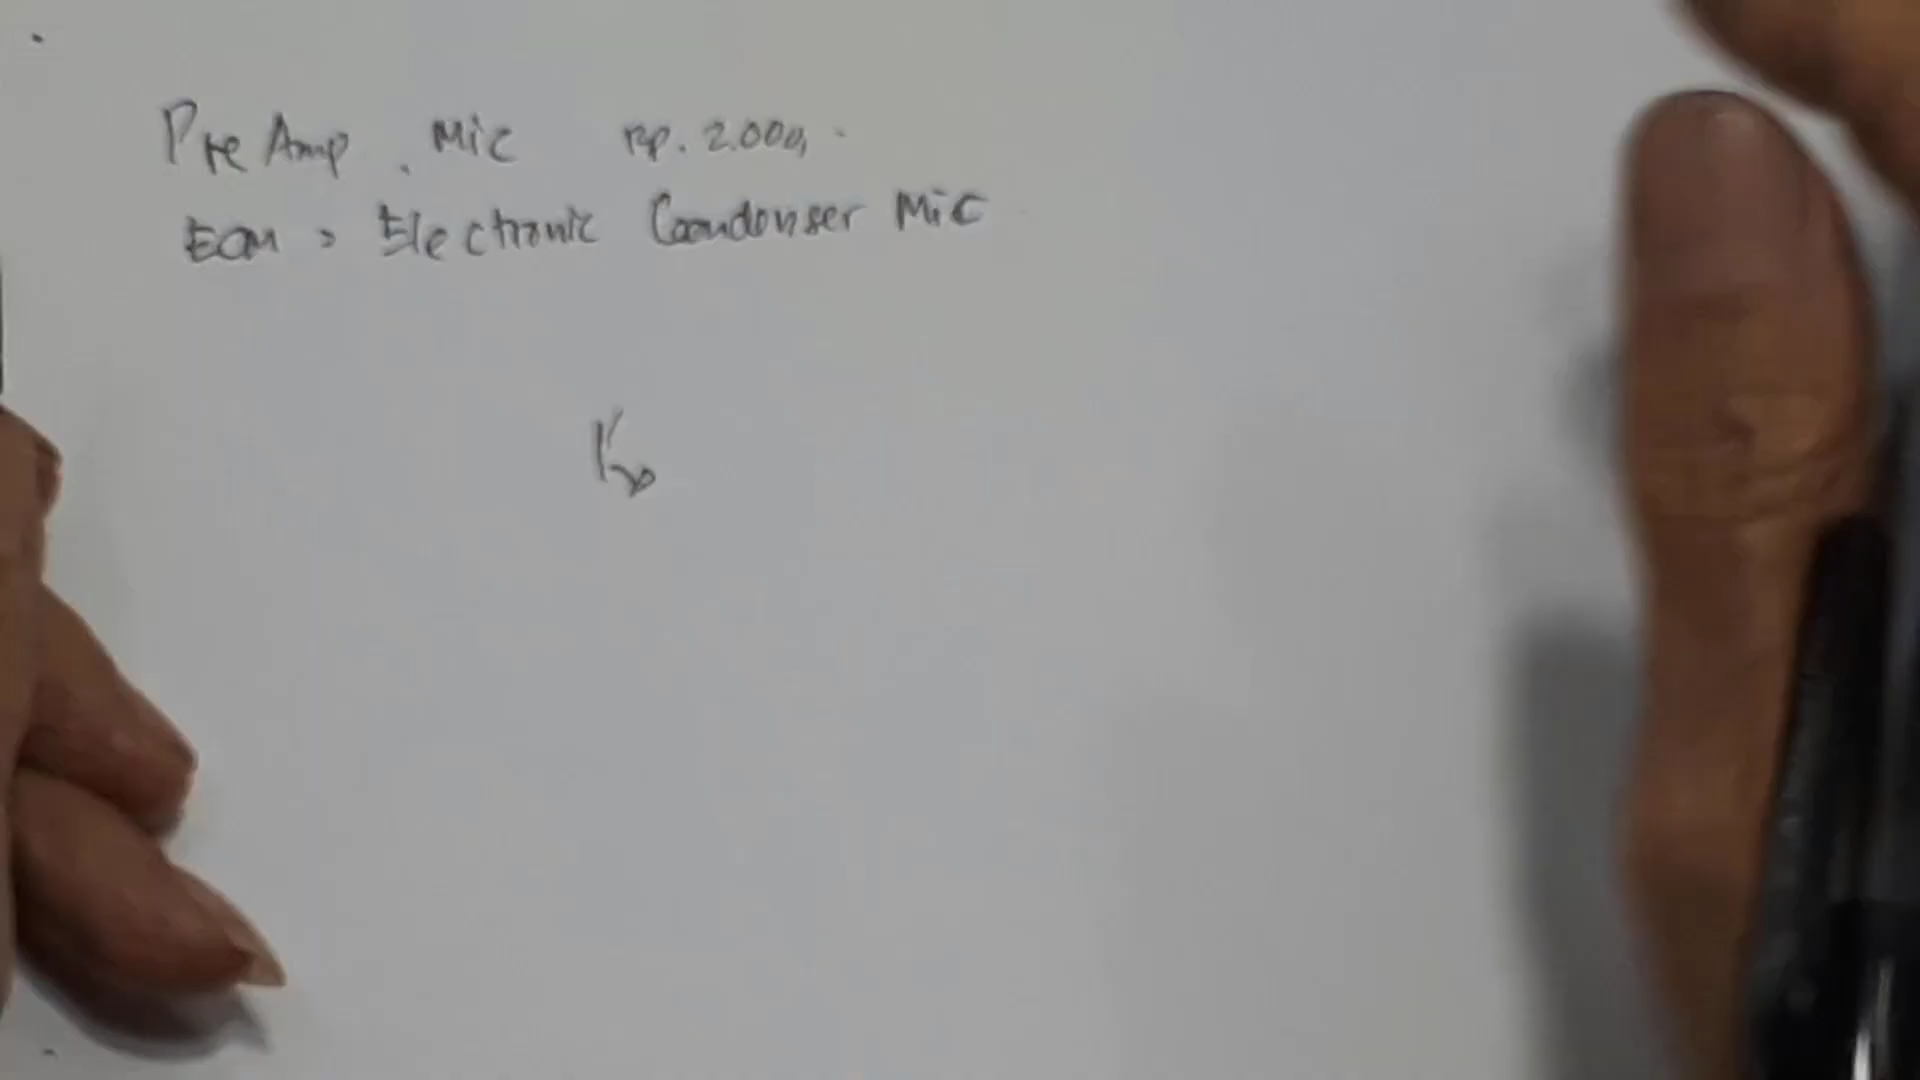 Pre Amp . Mic Rp. 2.000,-
ECM > Electronic Condenser Mic